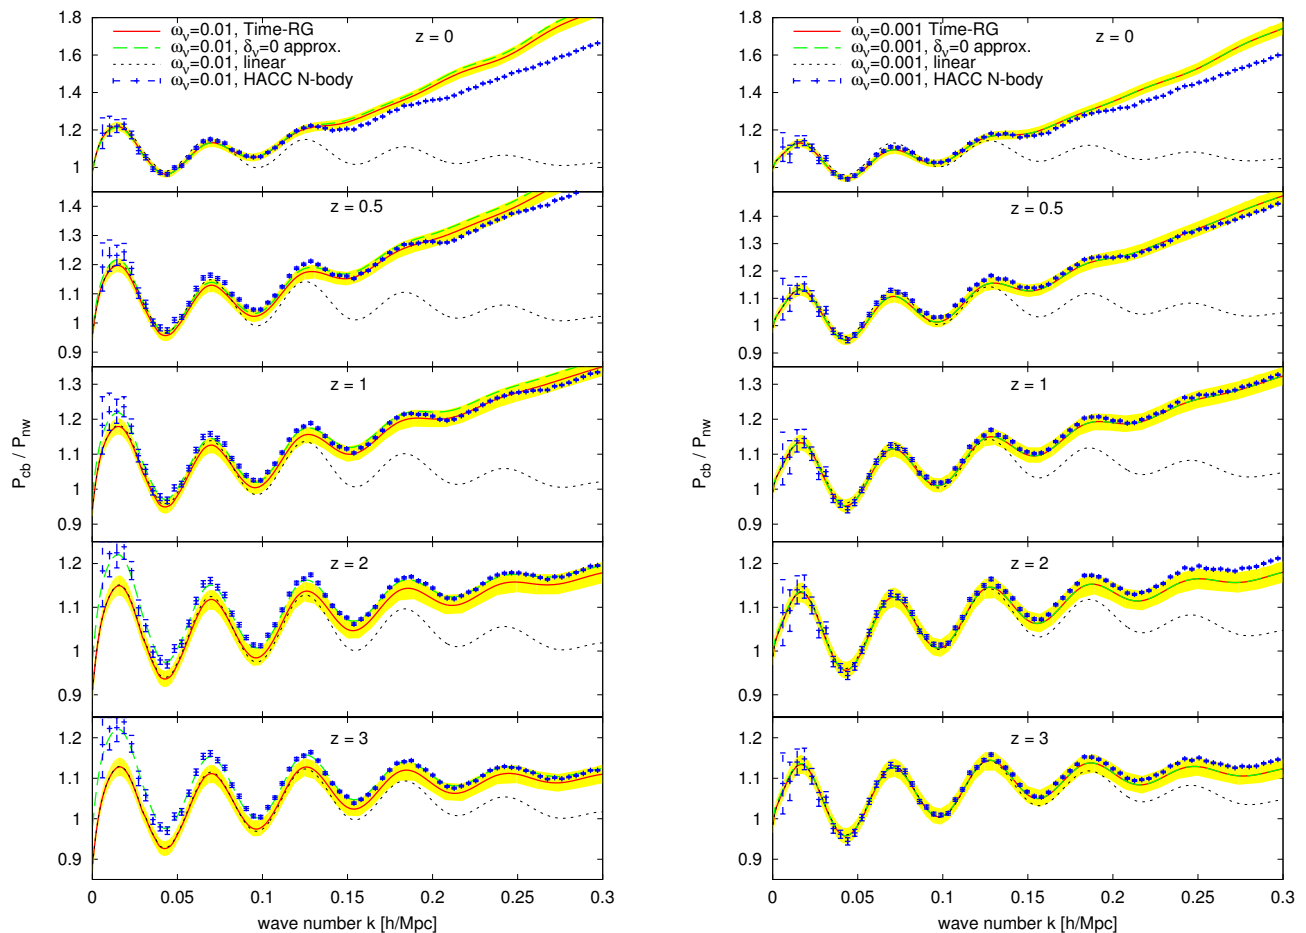 ων=0.01, Time-RG
ων=0.01, δν=0 approx.
ων=0.01, linear
ων=0.01, HACC N-body
z = 0
1.8
1.6
1.4
1.2
1
z = 0.5
1.4
1.3
1.2
1.1
1
0.9
z = 1
1.3
1.2
1.1
1
0.9
Pcb / Pnw
z = 2
1.2
1.1
1
0.9
z = 3
1.2
1.1
1
0.9
0 0.05 0.1 0.15 0.2 0.25 0.3
wave number k [h/Mpc]
ων=0.001 Time-RG
ων=0.001, δν=0 approx.
ων=0.001, linear
ων=0.001, HACC N-body
z = 0
1.8
1.6
1.4
1.2
1
z = 0.5
1.4
1.3
1.2
1.1
1
0.9
z = 1
1.3
1.2
1.1
1
0.9
Pcb / Pnw
z = 2
1.2
1.1
1
0.9
z = 3
1.2
1.1
1
0.9
0 0.05 0.1 0.15 0.2 0.25 0.3
wave number k [h/Mpc]